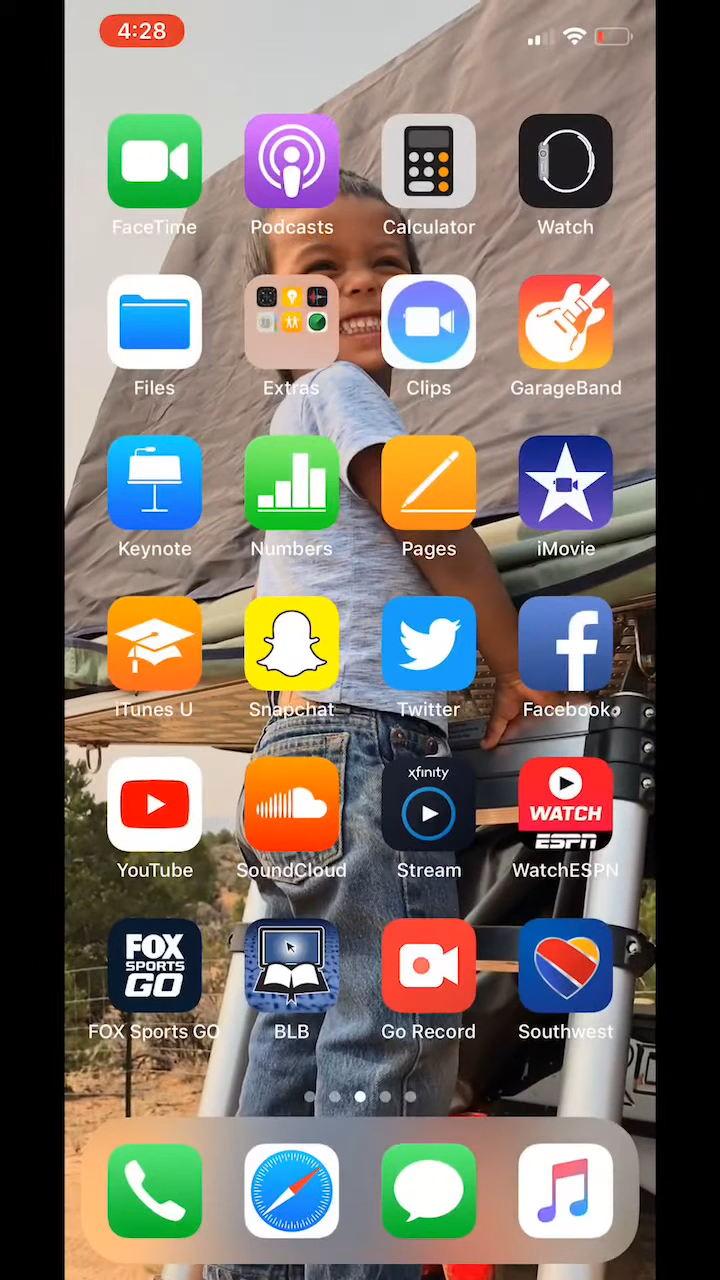 4:28
FaceTime
Podcasts
Calculator
Watch
Files
Extras
Clips
GarageBand
Keynote
Numbers
Pages
iMovie
iTunes U
Snapchat
Twitter
Facebook
xfinity
WATCH
ESPN
YouTube
SoundCloud
Stream
WatchESPN
FOX
SPORTS
GO
FOX Sports GO
BLB
Go Record
Southwest